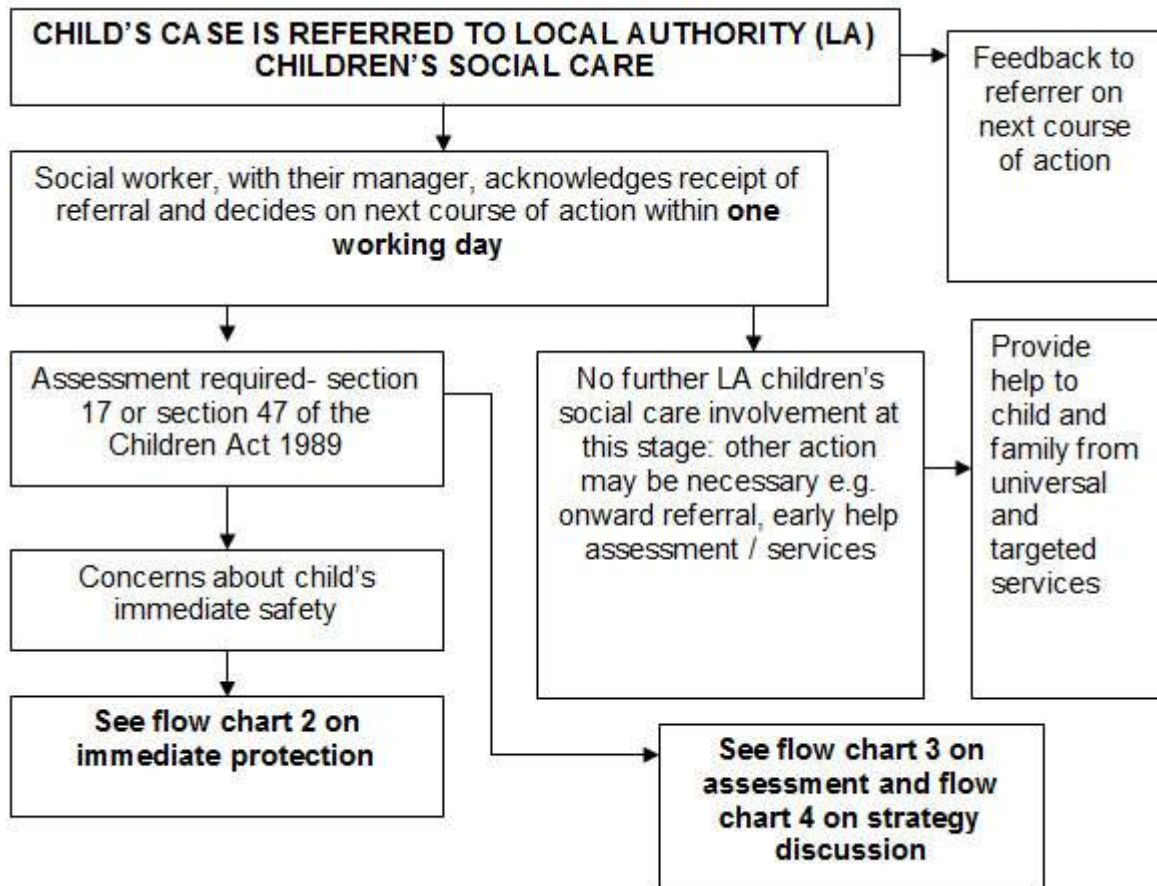 CHILD'S CASE IS REFERRED TO LOCAL AUTHORITY (LA)
CHILDREN'S SOCIAL CARE
Feedback to
referrer on
next course
of action
Social worker, with their manager, acknowledges receipt of
referral and decides on next course of action within one
working day
Assessment required- section
17 or section 47 of the
Children Act 1989
No further LA children's
social care involvement at
this stage: other action
may be necessary e.g.
onward referral, early help
assessment / services
Provide
help to
child and
family from
universal
and
targeted
services
Concerns about child's
immediate safety
See flow chart 2 on
immediate protection
See flow chart 3 on
assessment and flow
chart 4 on strategy
discussion